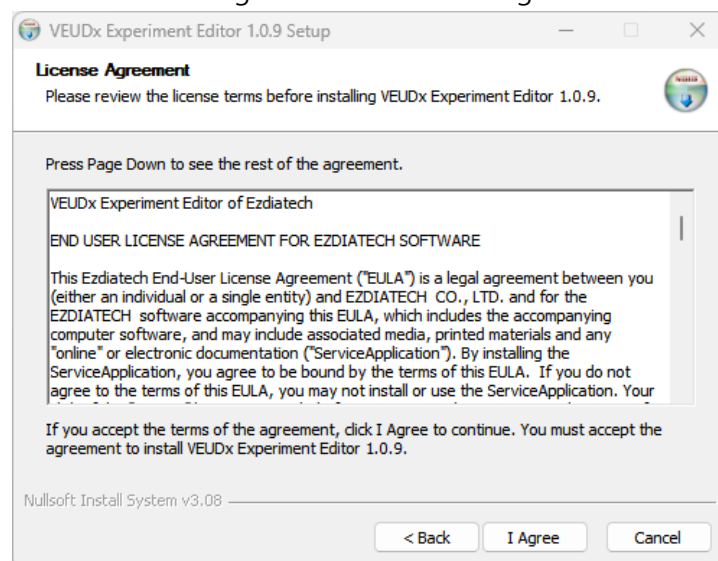 VEUDx Experiment Editor 1.0.9 Setup
License Agreement
Please review the license terms before installing VEUDx Experiment Editor 1.0.9.
Press Page Down to see the rest of the agreement.
VEUDx Experiment Editor of Ezdiatech
END USER LICENSE AGREEMENT FOR EZDIATECH SOFTWARE
This Ezdiatech End-User License Agreement ("EULA") is a legal agreement between you
(either an individual or a single entity) and EZDIATECH  CO., LTD. and for the
EZDIATECH  software accompanying this EULA, which includes the accompanying
computer software, and may include associated media, printed materials and any
"online" or electronic documentation ("ServiceApplication"). By installing the
ServiceApplication, you agree to be bound by the terms of this EULA.  If you do not
agree to the terms of this EULA, you may not install or use the ServiceApplication. Your
If you accept the terms of the agreement, click I Agree to continue. You must accept the
agreement to install VEUDx Experiment Editor 1.0.9.
Nullsoft Install System v3.08
< Back
I Agree
Cancel